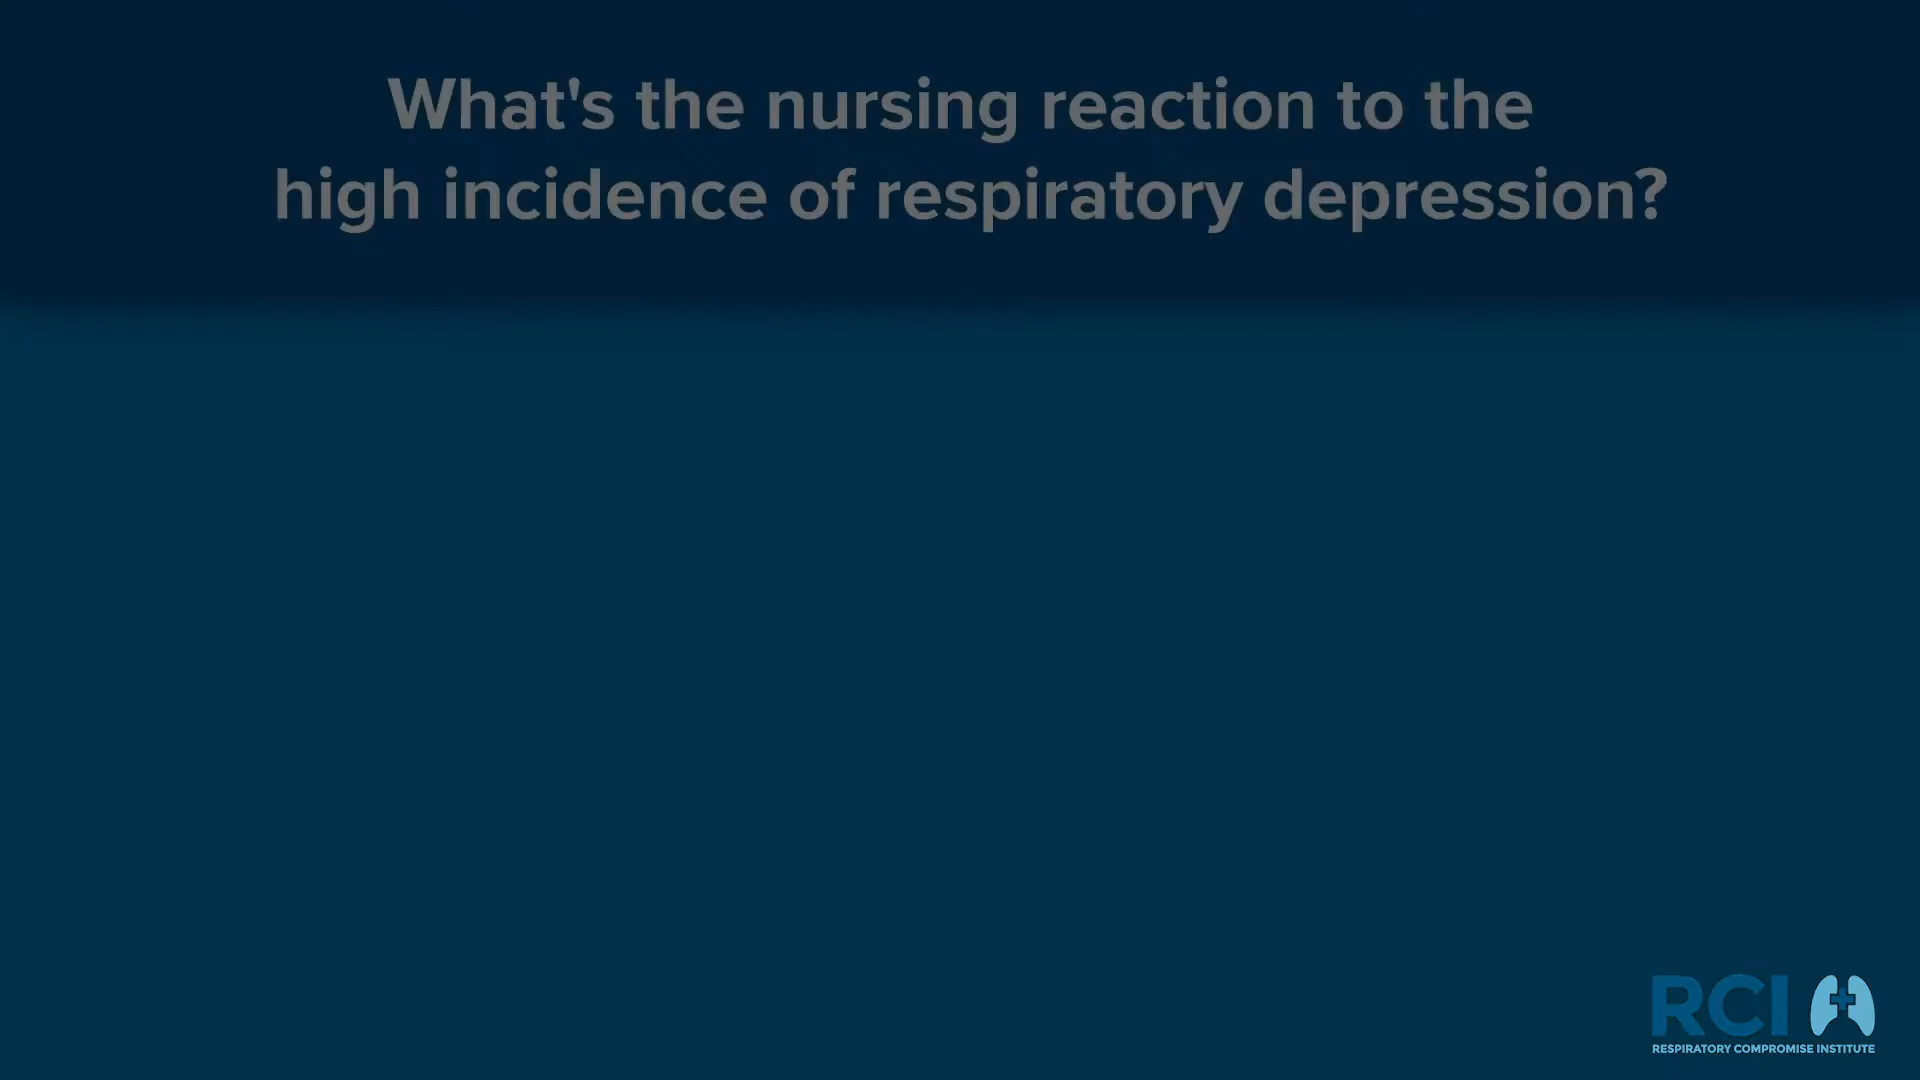 What's the nursing reaction to the
high incidence of respiratory depression?
RCI
RESPIRATORY COMPROMISE INSTITUTE